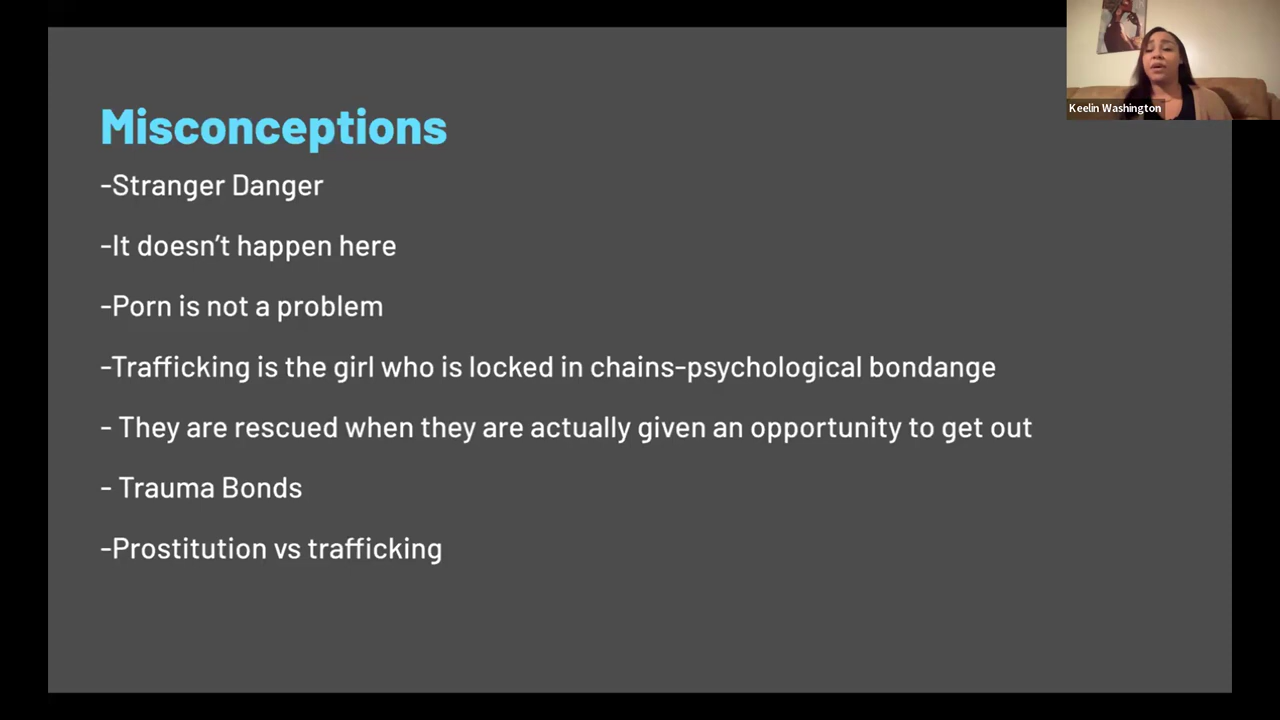 Misconceptions
-Stranger Danger
-It doesn't happen here
-Porn is not a problem
-Trafficking is the girl who is locked in chains-psychological bondange
- They are rescued when they are actually given an opportunity to get out
- Trauma Bonds
-Prostitution vs trafficking
Keelin Washington